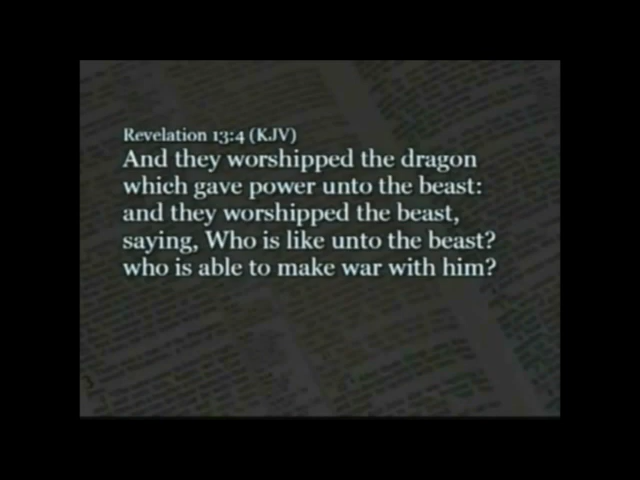 Revelation 13:4 (KJV)
And they worshipped the dragon
which gave power unto the beast:
and they worshipped the beast,
saying, Who is like unto the beast?
who is able to make war with him?